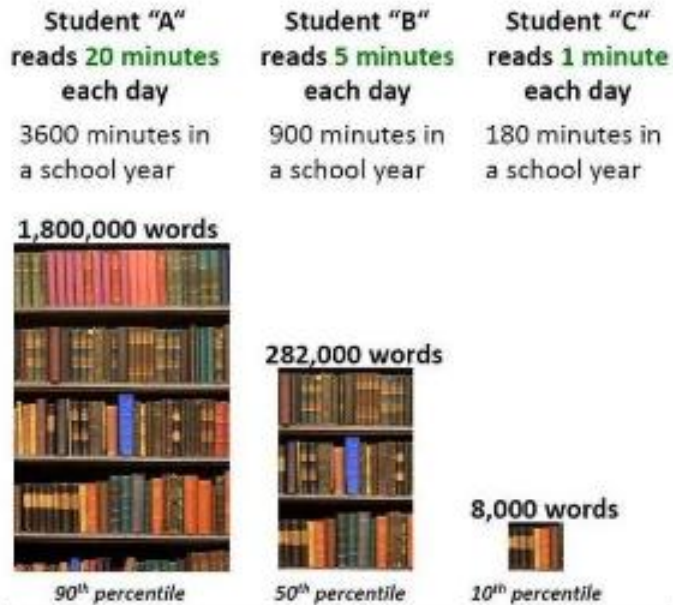 Student “A”
reads 20 minutes
each day
3600 minutes in
a school year
1,800,000 words
90th percentile
Student “B”
reads 5 minutes
each day
900 minutes in
a school year
282,000 words
50th percentile
Student “C”
reads 1 minute
each day
180 minutes in
a school year
8,000 words
10th percentile